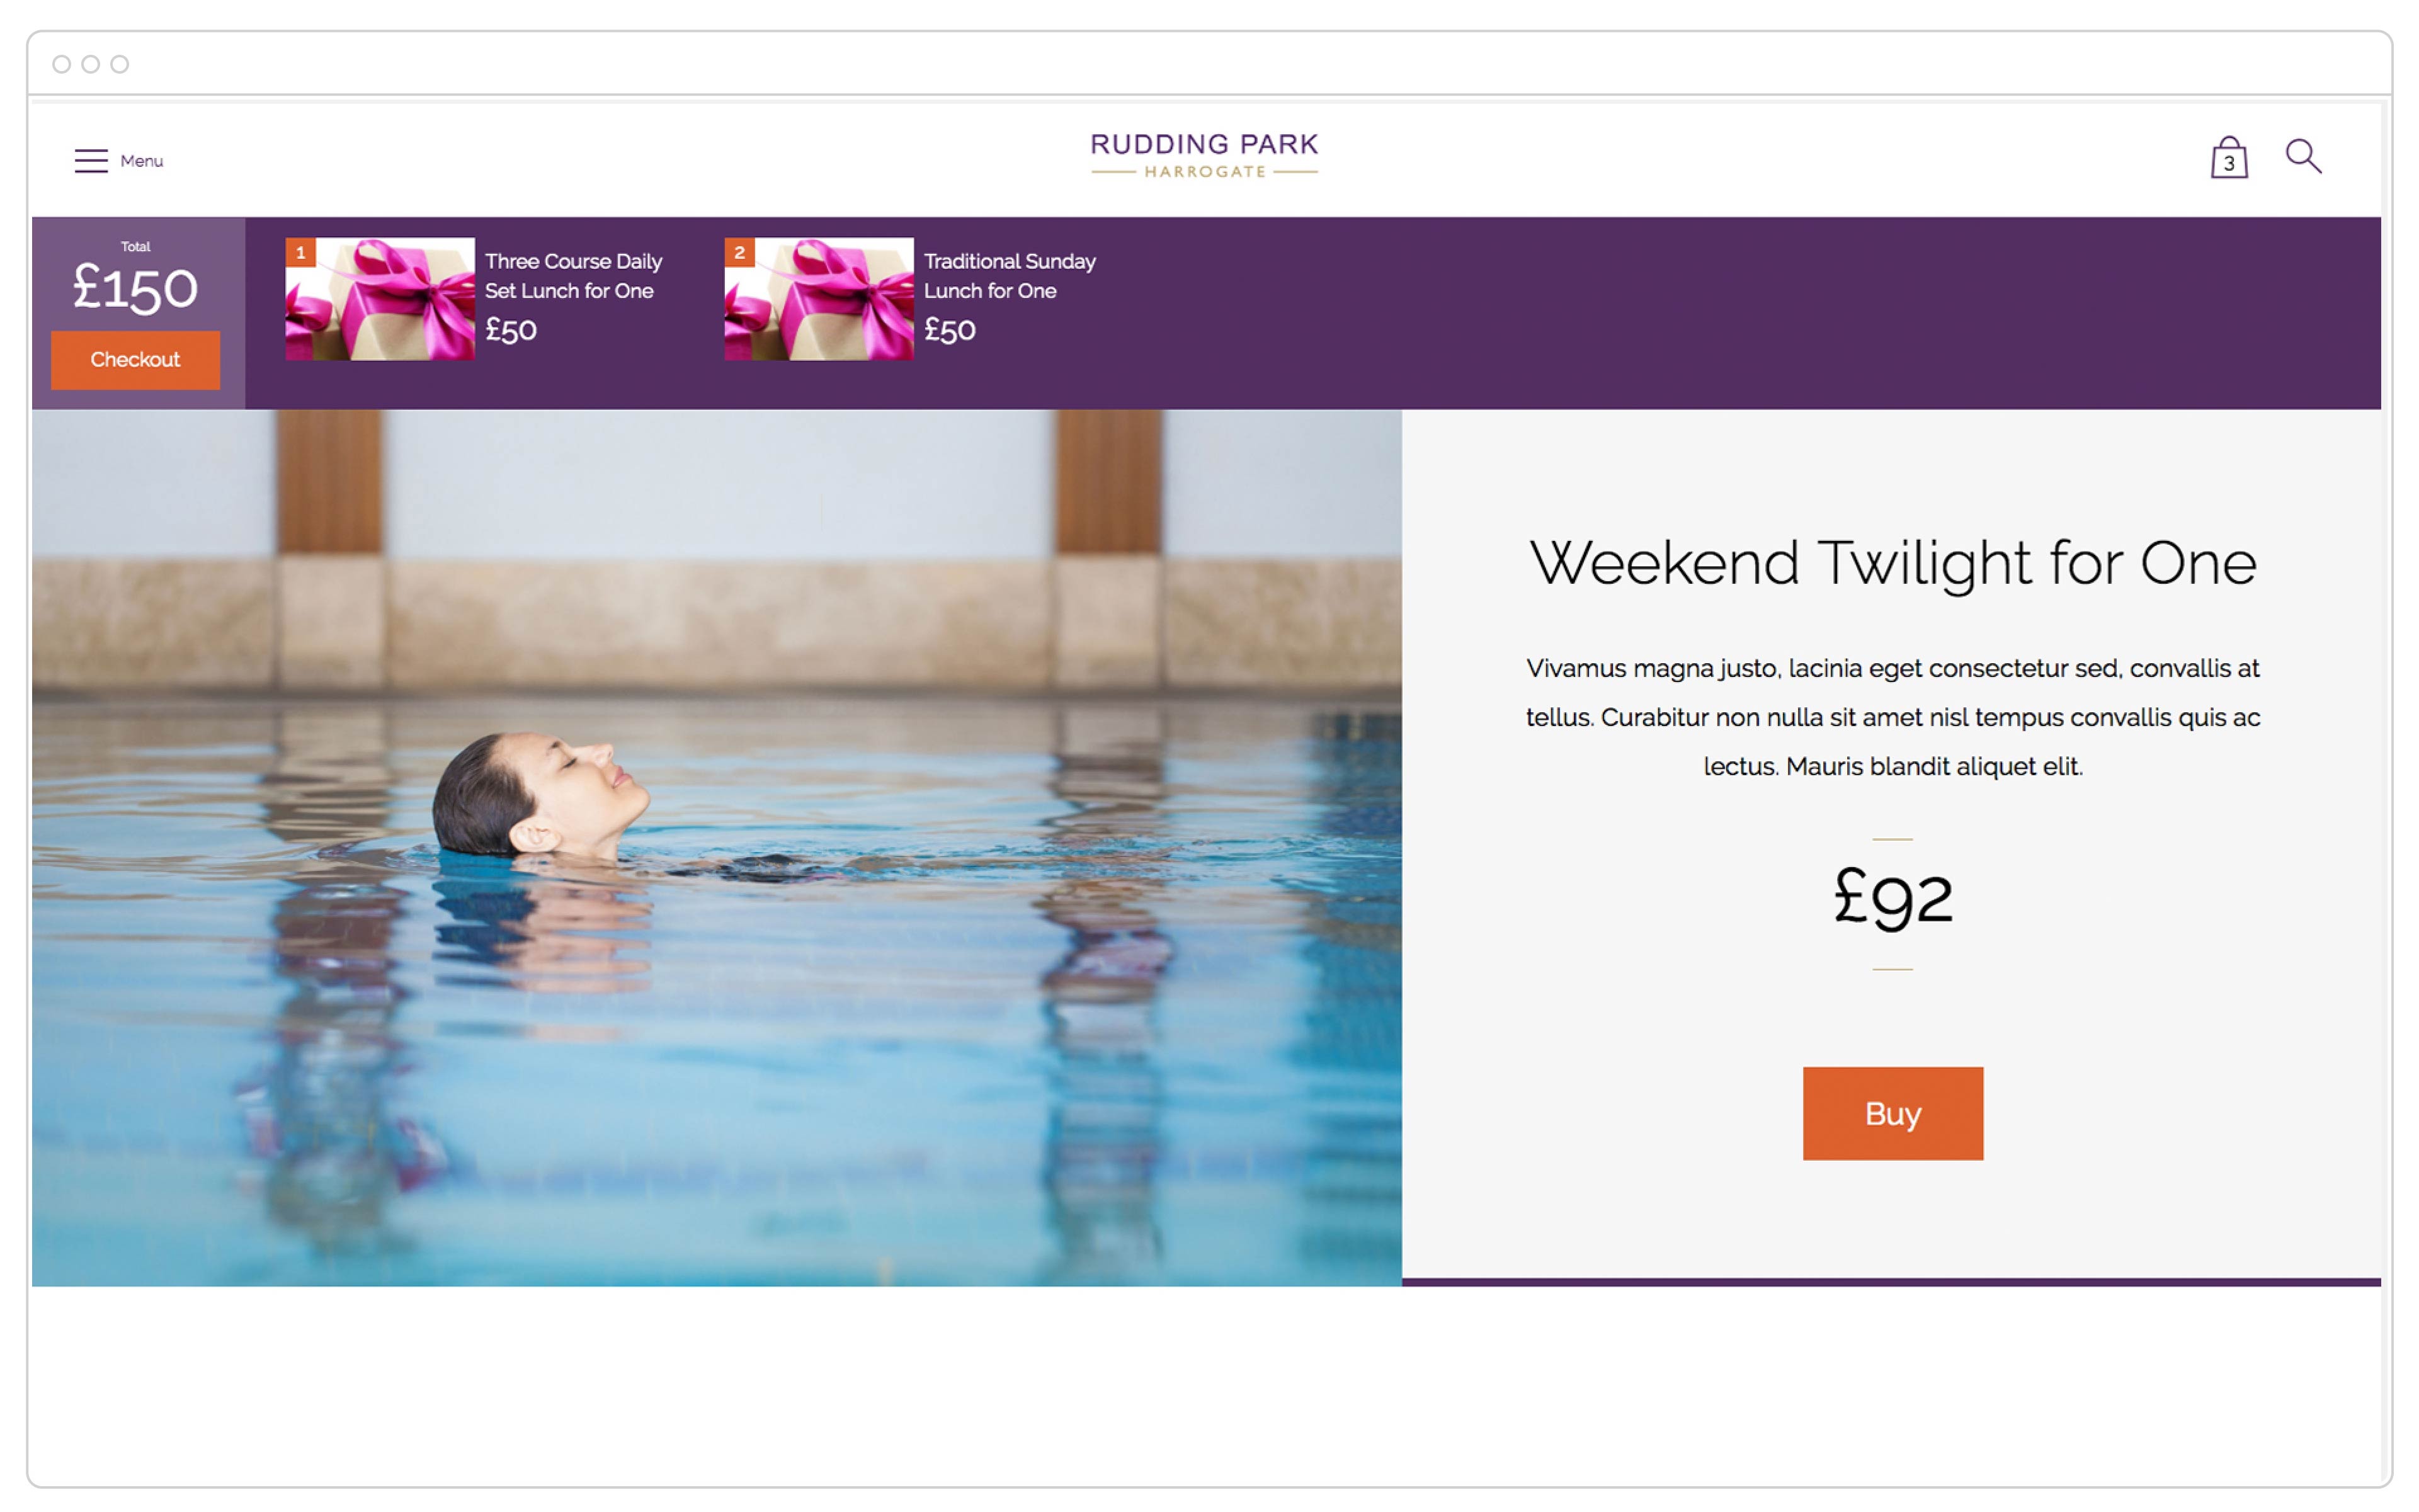 Menu
RUDDING PARK
HARROGATE
3
Total
£150
Checkout
1
Three Course Daily
Set Lunch for One
£50
2
Traditional Sunday
Lunch for One
£50
Weekend Twilight for One
Vivamus magna justo, lacinia eget consectetur sed, convallis at
tellus. Curabitur non nulla sit amet nisl tempus convallis quis ac
lectus. Mauris blandit aliquet elit.
£92
Buy